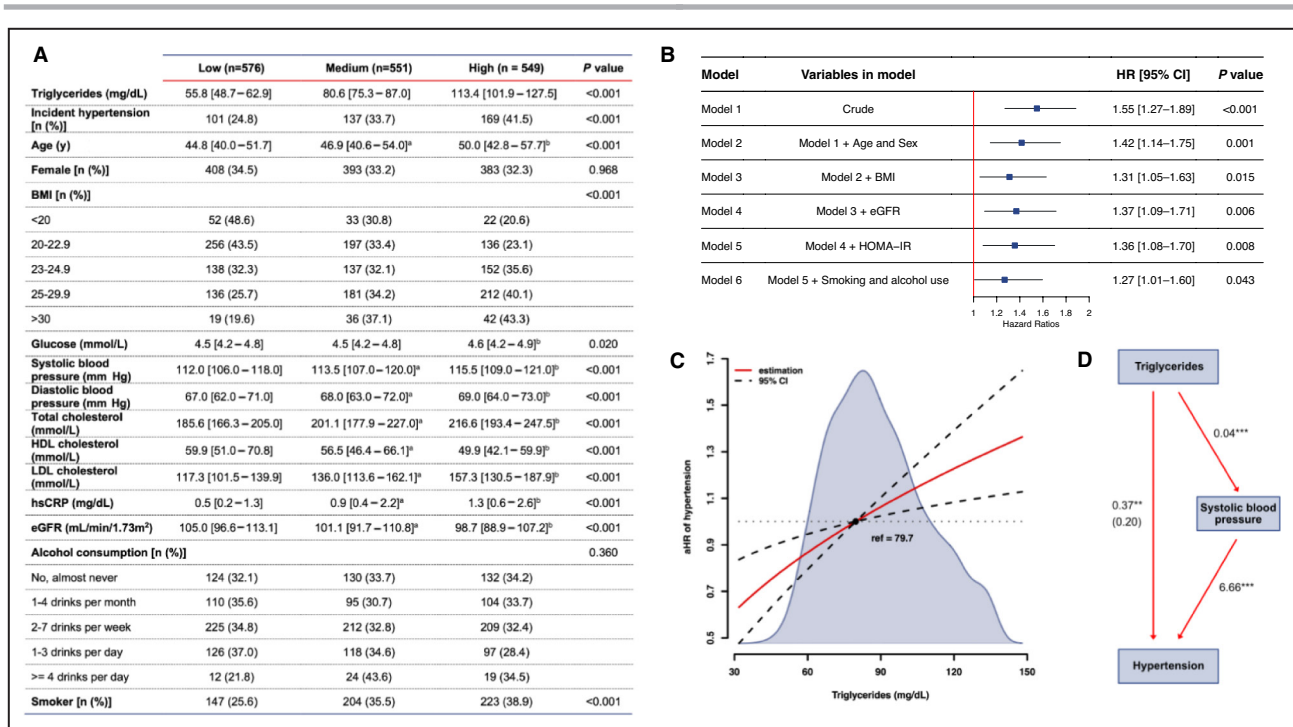 A
Low (n=576) Medium (n=551) High (n = 549) P value
Triglycerides (mg/dL) 55.8 [48.7–62.9] 80.6 [75.3–87.0] 113.4 [101.9–127.5] <0.001
Incident hypertension
[n (%)] 101 (24.8) 137 (33.7) 169 (41.5) <0.001
Age (y) 44.8 [40.0–51.7] 46.9 [40.6–54.0]ᵃ 50.0 [42.8–57.7]ᵇ <0.001
Female [n (%)] 408 (34.5) 393 (33.2) 383 (32.3) 0.968
BMI [n (%)] <0.001
<20 52 (48.6) 33 (30.8) 22 (20.6)
20-22.9 256 (43.5) 197 (33.4) 136 (23.1)
23-24.9 138 (32.3) 137 (32.1) 152 (35.6)
25-29.9 136 (25.7) 181 (34.2) 212 (40.1)
>30 19 (19.6) 36 (37.1) 42 (43.3)
Glucose (mmol/L) 4.5 [4.2–4.8] 4.5 [4.2–4.8] 4.6 [4.2–4.9]ᵇ 0.020
Systolic blood
pressure (mm Hg) 112.0 [106.0–118.0] 113.5 [107.0–120.0]ᵃ 115.5 [109.0–121.0]ᵇ <0.001
Diastolic blood
pressure (mm Hg) 67.0 [62.0–71.0] 68.0 [63.0–72.0]ᵃ 69.0 [64.0–73.0]ᵇ <0.001
Total cholesterol
(mmol/L) 185.6 [166.3–205.0] 201.1 [177.9–227.0]ᵃ 216.6 [193.4–247.5]ᵇ <0.001
HDL cholesterol
(mmol/L) 59.9 [51.0–70.8] 56.5 [46.4–66.1]ᵃ 49.9 [42.1–59.9]ᵇ <0.001
LDL cholesterol
(mmol/L) 117.3 [101.5–139.9] 136.0 [113.6–162.1]ᵃ 157.3 [130.5–187.9]ᵇ <0.001
hsCRP (mg/dL) 0.5 [0.2–1.3] 0.9 [0.4–2.2]ᵃ 1.3 [0.6–2.6]ᵇ <0.001
eGFR (mL/min/1.73m²) 105.0 [96.6–113.1] 101.1 [91.7–110.8]ᵃ 98.7 [88.9–107.2]ᵇ <0.001
Alcohol consumption [n (%)] 0.360
No, almost never 124 (32.1) 130 (33.7) 132 (34.2)
1-4 drinks per month 110 (35.6) 95 (30.7) 104 (33.7)
2-7 drinks per week 225 (34.8) 212 (32.8) 209 (32.4)
1-3 drinks per day 126 (37.0) 118 (34.6) 97 (28.4)
>= 4 drinks per day 12 (21.8) 24 (43.6) 19 (34.5)
Smoker [n (%)] 147 (25.6) 204 (35.5) 223 (38.9) <0.001
B
Model Variables in model HR [95% CI] P value
Model 1 Crude 1.55 [1.27–1.89] <0.001
Model 2 Model 1 + Age and Sex 1.42 [1.14–1.75] 0.001
Model 3 Model 2 + BMI 1.31 [1.05–1.63] 0.015
Model 4 Model 3 + eGFR 1.37 [1.09–1.71] 0.006
Model 5 Model 4 + HOMA–IR 1.36 [1.08–1.70] 0.008
Model 6 Model 5 + Smoking and alcohol use 1.27 [1.01–1.60] 0.043
1 1.2 1.4 1.6 1.8 2
Hazard Ratios
C
estimation
95% CI
aHR of hypertension
1.7
1.5
1.3
1.1
0.9
0.7
0.5
ref = 79.7
30 60 90 120 150
Triglycerides (mg/dL)
D
Triglycerides
0.04***
0.37**
(0.20)
Systolic blood
pressure
6.66***
Hypertension